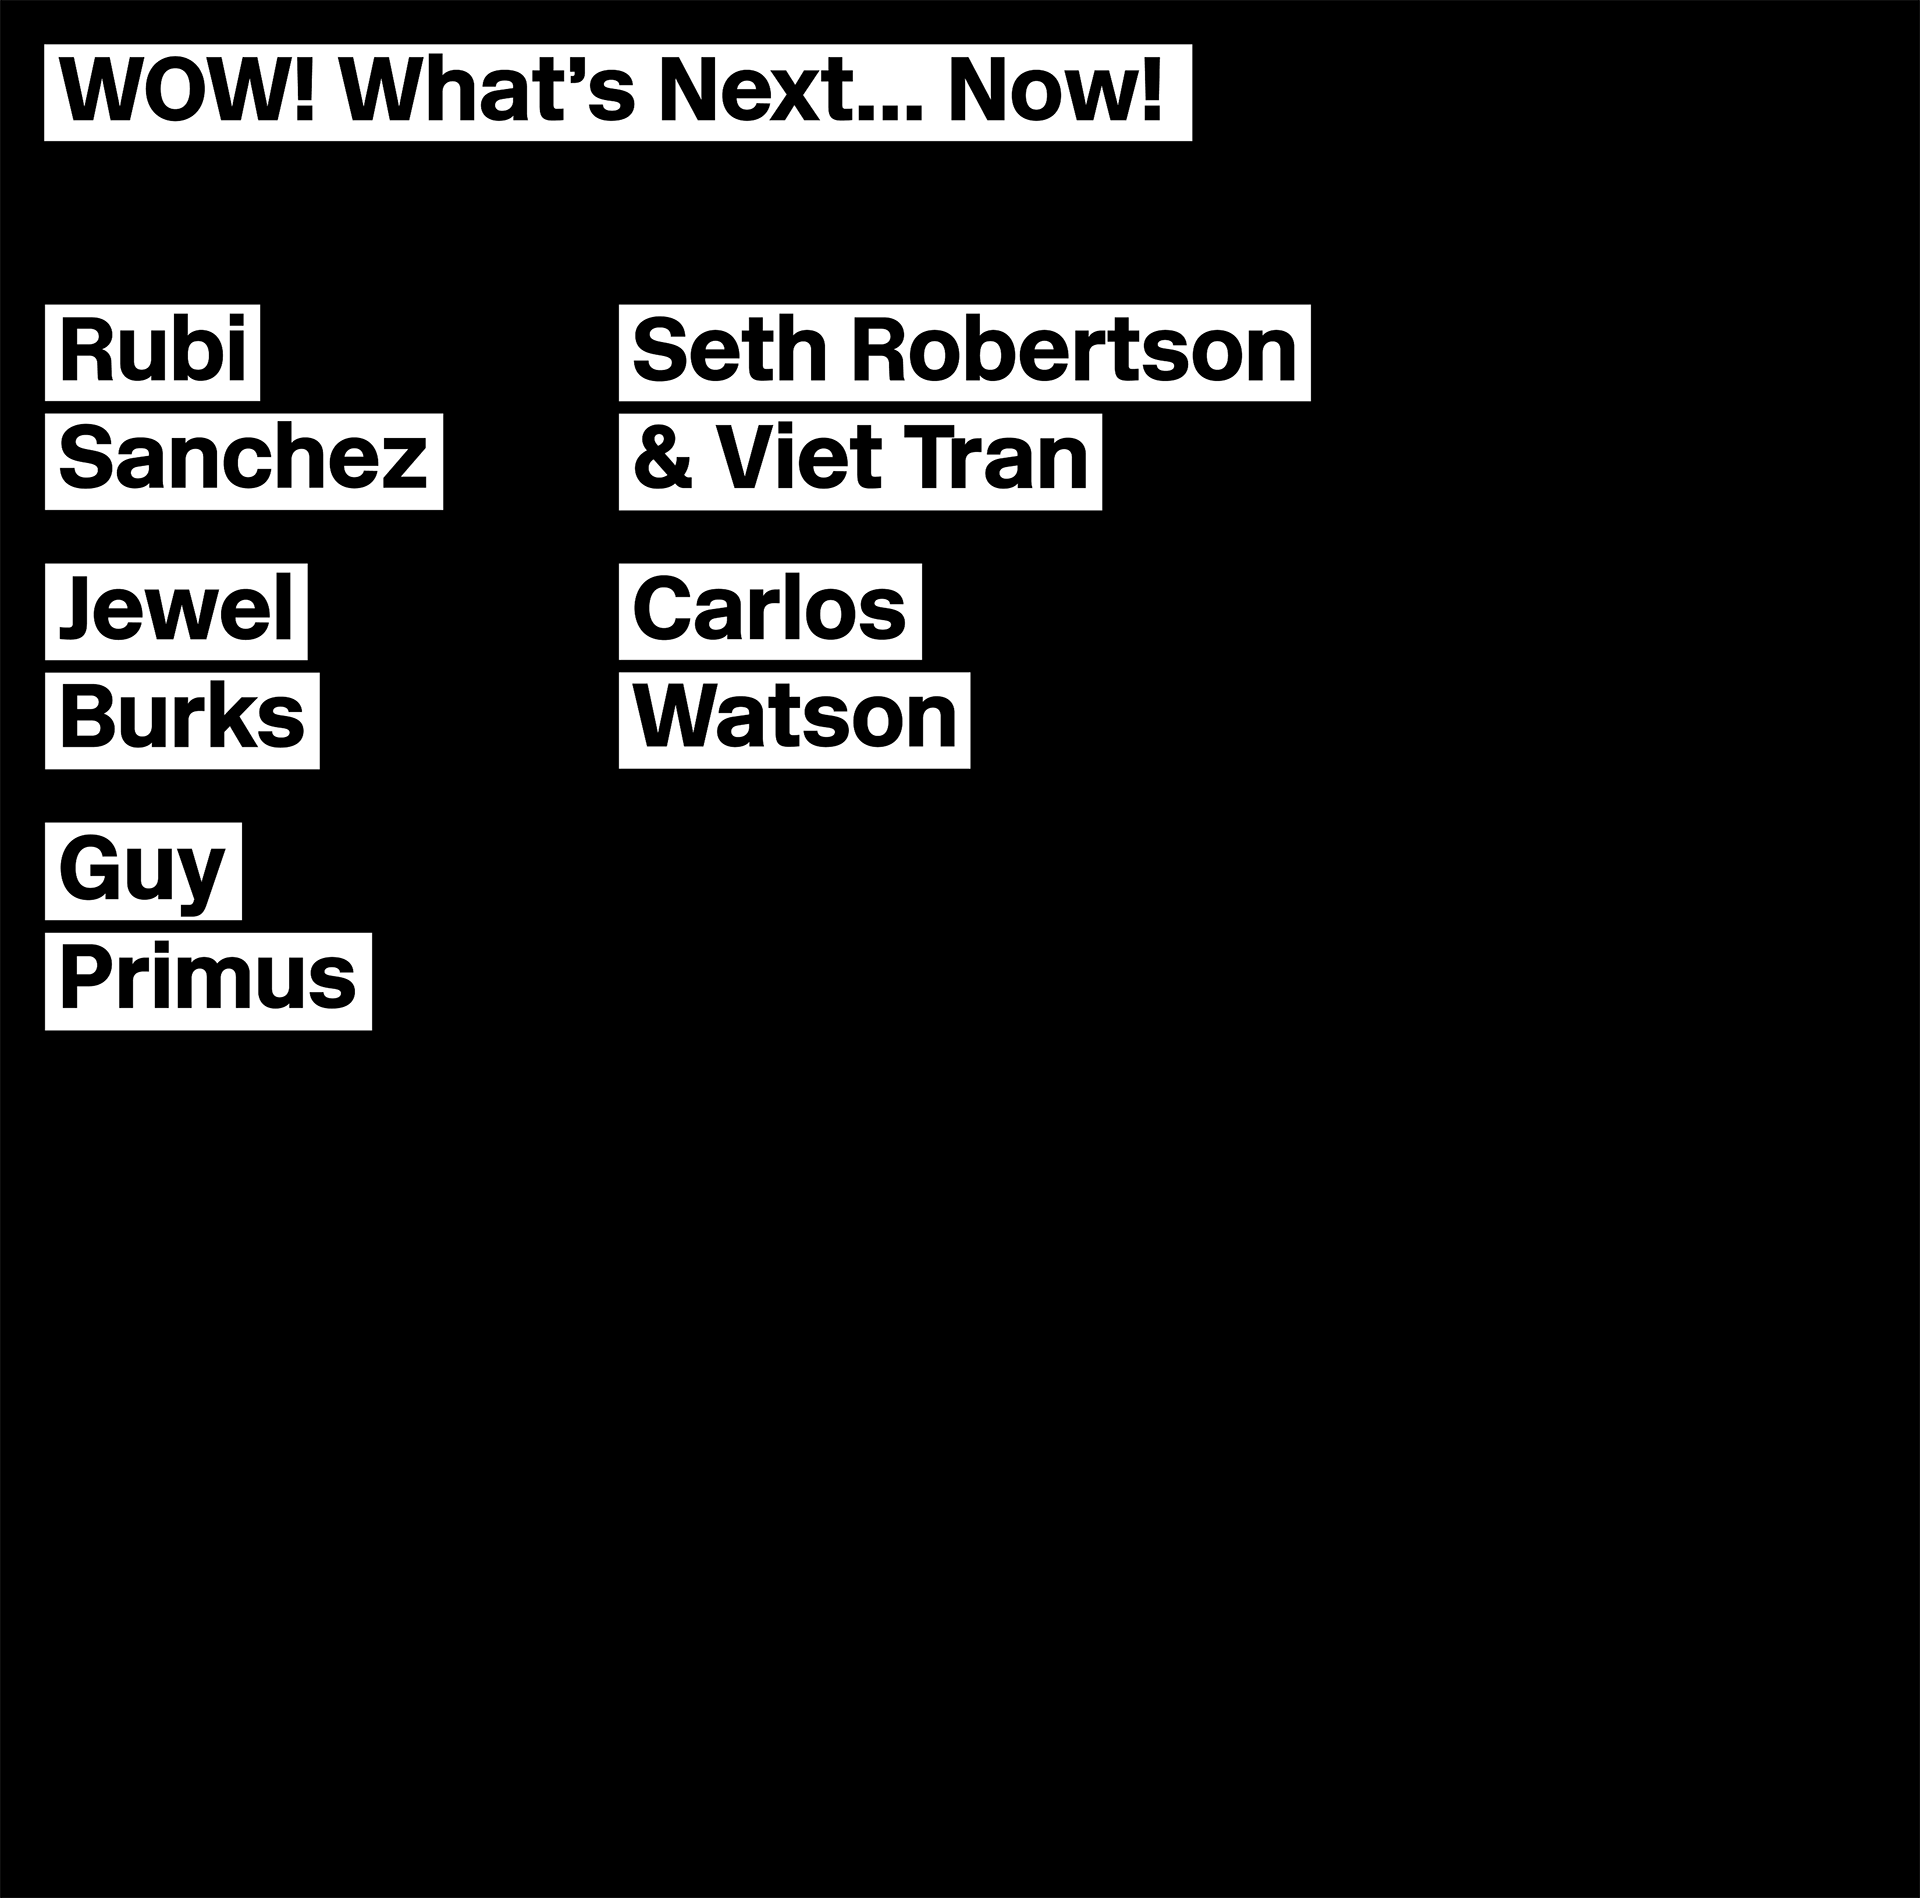 WOW! What's Next... Now!
Rubi
Sanchez
Jewel
Burks
Guy
Primus
Seth Robertson
& Viet Tran
Carlos
Watson